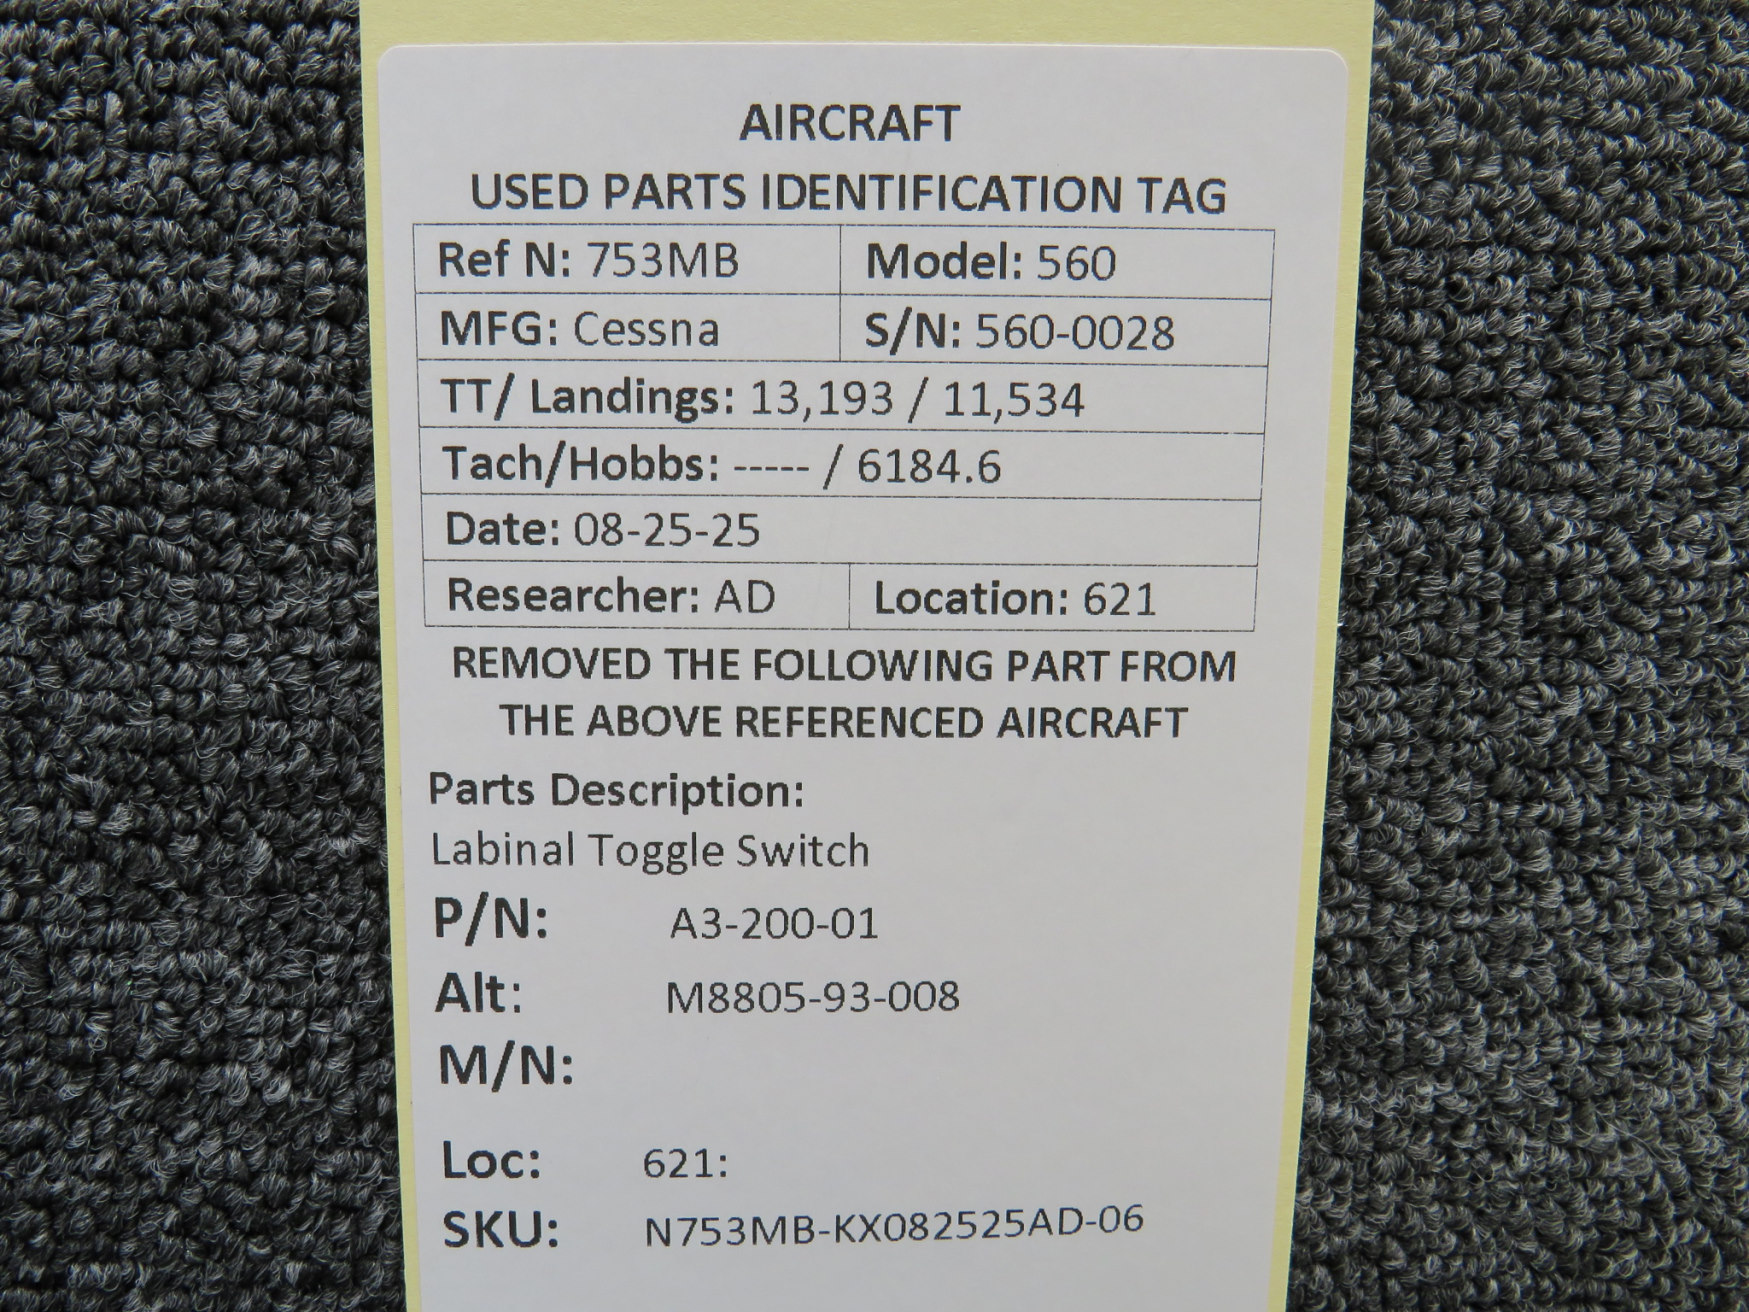 AIRCRAFT
USED PARTS IDENTIFICATION TAG
Ref N: 753MB Model: 560
MFG: Cessna S/N: 560-0028
TT/ Landings: 13,193 / 11,534
Tach/Hobbs: ----- / 6184.6
Date: 08-25-25
Researcher: AD Location: 621
REMOVED THE FOLLOWING PART FROM
THE ABOVE REFERENCED AIRCRAFT
Parts Description:
Labinal Toggle Switch
P/N: A3-200-01
Alt: M8805-93-008
M/N:
Loc: 621:
SKU: N753MB-KX082525AD-06